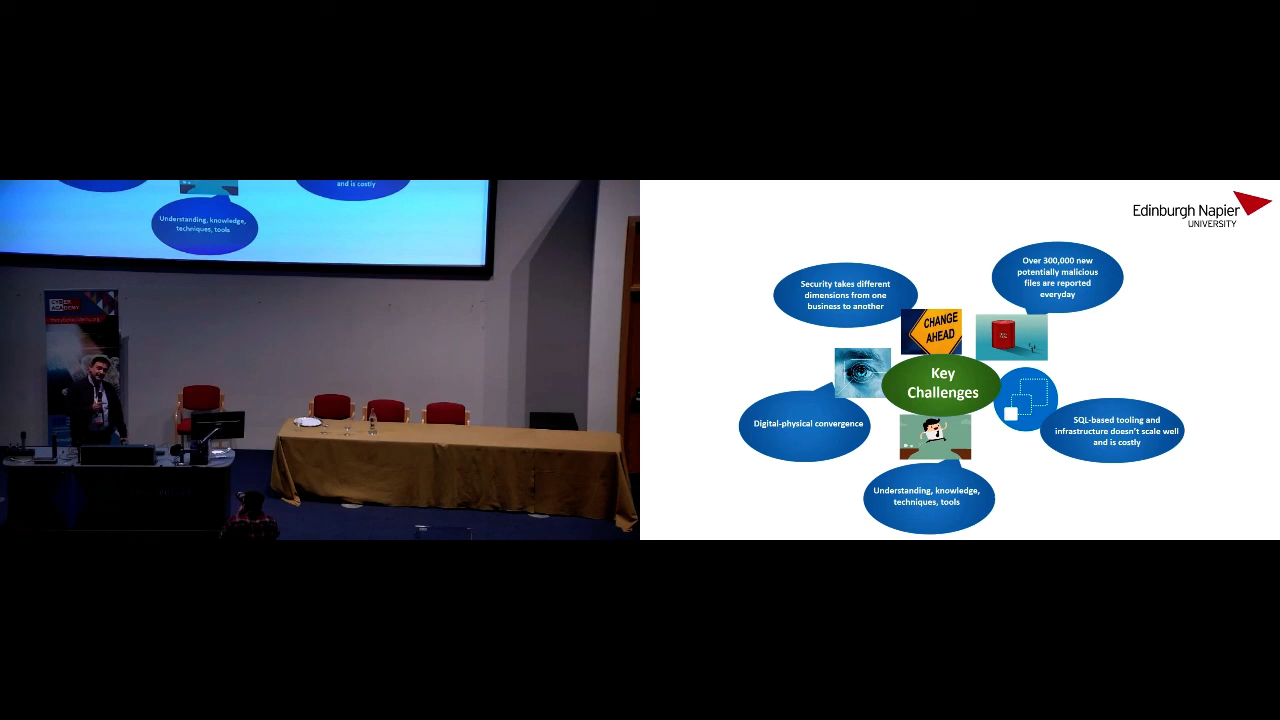 and is costly
Understanding, knowledge,
techniques, tools
Edinburgh Napier
UNIVERSITY
Security takes different
dimensions from one
business to another
Over 300,000 new
potentially malicious
files are reported
everyday
CHANGE
AHEAD
Key
Challenges
Digital-physical convergence
SQL-based tooling and
infrastructure doesn't scale well
and is costly
Understanding, knowledge,
techniques, tools